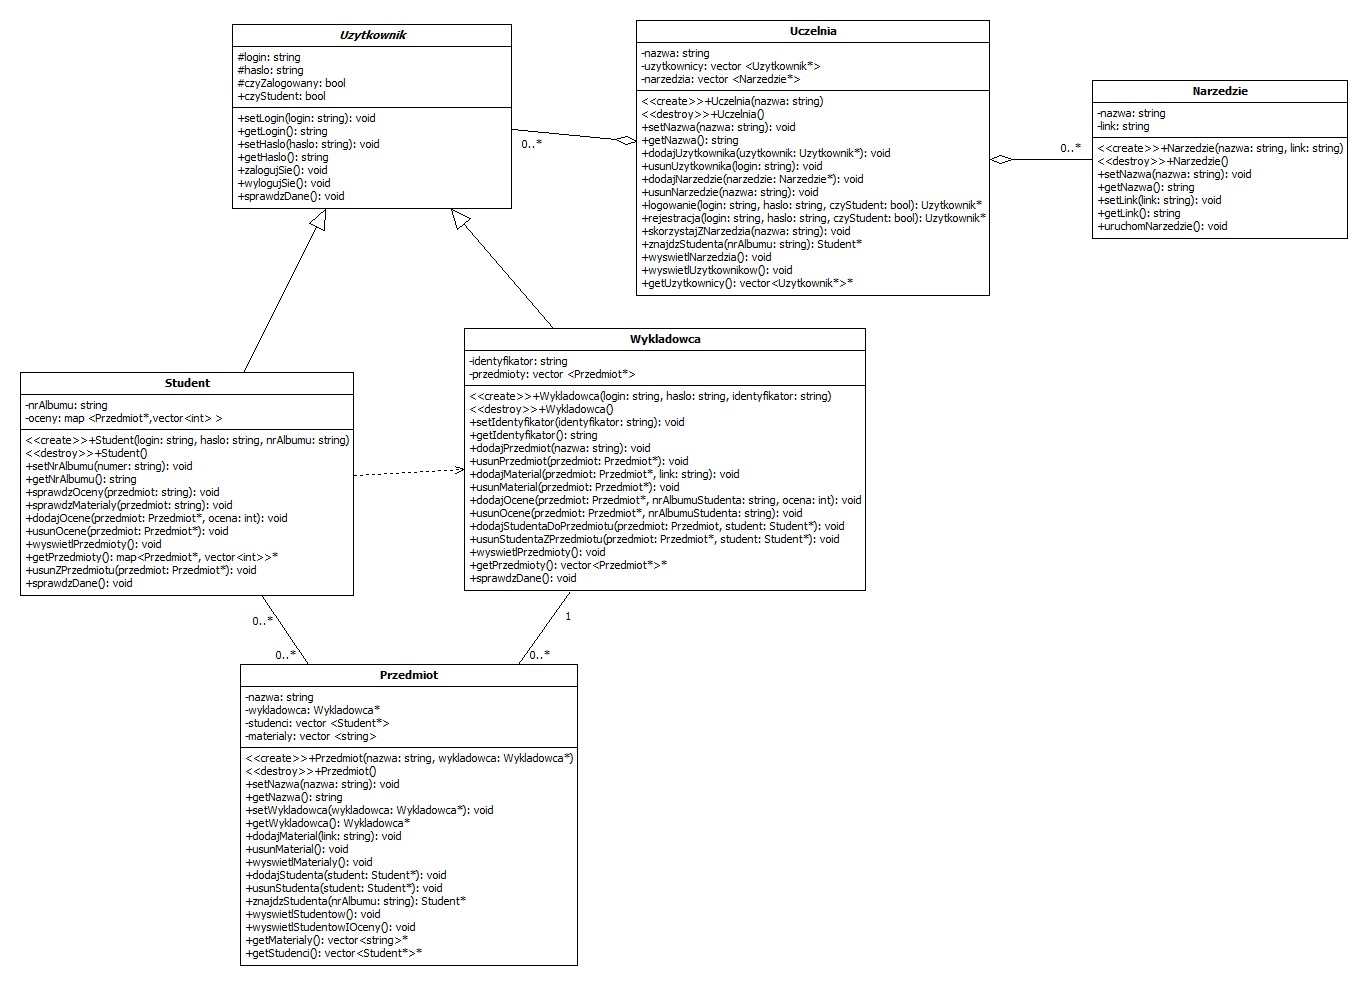 Uzytkownik
#login: string
#haslo: string
#czyZalogowany: bool
+czyStudent: bool
+setLogin(login: string): void
+getLogin(): string
+setHaslo(haslo: string): void
+getHaslo(): string
+zalogujSie(): void
+wylogujSie(): void
+sprawdzDane(): void
0..*
Uczelnia
-nazwa: string
-uzytkownicy: vector <Uzytkownik*>
-narzedzia: vector <Narzedzie*>
<<create>>+Uczelnia(nazwa: string)
<<destroy>>+Uczelnia()
+setNazwa(nazwa: string): void
+getNazwa(): string
+dodajUzytkownika(uzytkownik: Uzytkownik*): void
+usunUzytkownika(login: string): void
+dodajNarzedzie(narzedzie: Narzedzie*): void
+usunNarzedzie(nazwa: string): void
+logowanie(login: string, haslo: string, czyStudent: bool): Uzytkownik*
+rejestracja(login: string, haslo: string, czyStudent: bool): Uzytkownik*
+skorzystajZNarzedzia(nazwa: string): void
+znajdzStudenta(nrAlbumu: string): Student*
+wyswietlNarzedzia(): void
+wyswietlUzytkownikow(): void
+getUzytkownicy(): vector<Uzytkownik*>*
0..*
Narzedzie
-nazwa: string
-link: string
<<create>>+Narzedzie(nazwa: string, link: string)
<<destroy>>+Narzedzie()
+setNazwa(nazwa: string): void
+getNazwa(): string
+setLink(link: string): void
+getLink(): string
+uruchomNarzedzie(): void
Student
-nrAlbumu: string
-oceny: map <Przedmiot*,vector<int> >
<<create>>+Student(login: string, haslo: string, nrAlbumu: string)
<<destroy>>+Student()
+setNrAlbumu(numer: string): void
+getNrAlbumu(): string
+sprawdzOceny(przedmiot: string): void
+sprawdzMaterialy(przedmiot: string): void
+dodajOcene(przedmiot: Przedmiot*, ocena: int): void
+usunOcene(przedmiot: Przedmiot*): void
+wyswietlPrzedmioty(): void
+getPrzedmioty(): map<Przedmiot*, vector<int>>*
+usunZPrzedmiotu(przedmiot: Przedmiot*): void
+sprawdzDane(): void
Wykladowca
-identyfikator: string
-przedmioty: vector <Przedmiot*>
<<create>>+Wykladowca(login: string, haslo: string, identyfikator: string)
<<destroy>>+Wykladowca()
+setIdentyfikator(identyfikator: string): void
+getIdentyfikator(): string
+dodajPrzedmiot(nazwa: string): void
+usunPrzedmiot(przedmiot: Przedmiot*): void
+dodajMaterial(przedmiot: Przedmiot*, link: string): void
+usunMaterial(przedmiot: Przedmiot*): void
+dodajOcene(przedmiot: Przedmiot*, nrAlbumuStudenta: string, ocena: int): void
+usunOcene(przedmiot: Przedmiot*, nrAlbumuStudenta: string): void
+dodajStudentaDoPrzedmiotu(przedmiot: Przedmiot, student: Student*): void
+usunStudentaZPrzedmiotu(przedmiot: Przedmiot*, student: Student*): void
+wyswietlPrzedmioty(): void
+getPrzedmioty(): vector<Przedmiot*>*
+sprawdzDane(): void
0..*
0..*
1
0..*
Przedmiot
-nazwa: string
-wykladowca: Wykladowca*
-studenci: vector <Student*>
-materialy: vector <string>
<<create>>+Przedmiot(nazwa: string, wykladowca: Wykladowca*)
<<destroy>>+Przedmiot()
+setNazwa(nazwa: string): void
+getNazwa(): string
+setWykladowca(wykladowca: Wykladowca*): void
+getWykladowca(): Wykladowca*
+dodajMaterial(link: string): void
+usunMaterial(): void
+wyswietlMaterialy(): void
+dodajStudenta(student: Student*): void
+usunStudenta(student: Student*): void
+znajdzStudenta(nrAlbumu: string): Student*
+wyswietlStudentow(): void
+wyswietlStudentowIOceny(): void
+getMaterialy(): vector<string>*
+getStudenci(): vector<Student*>*